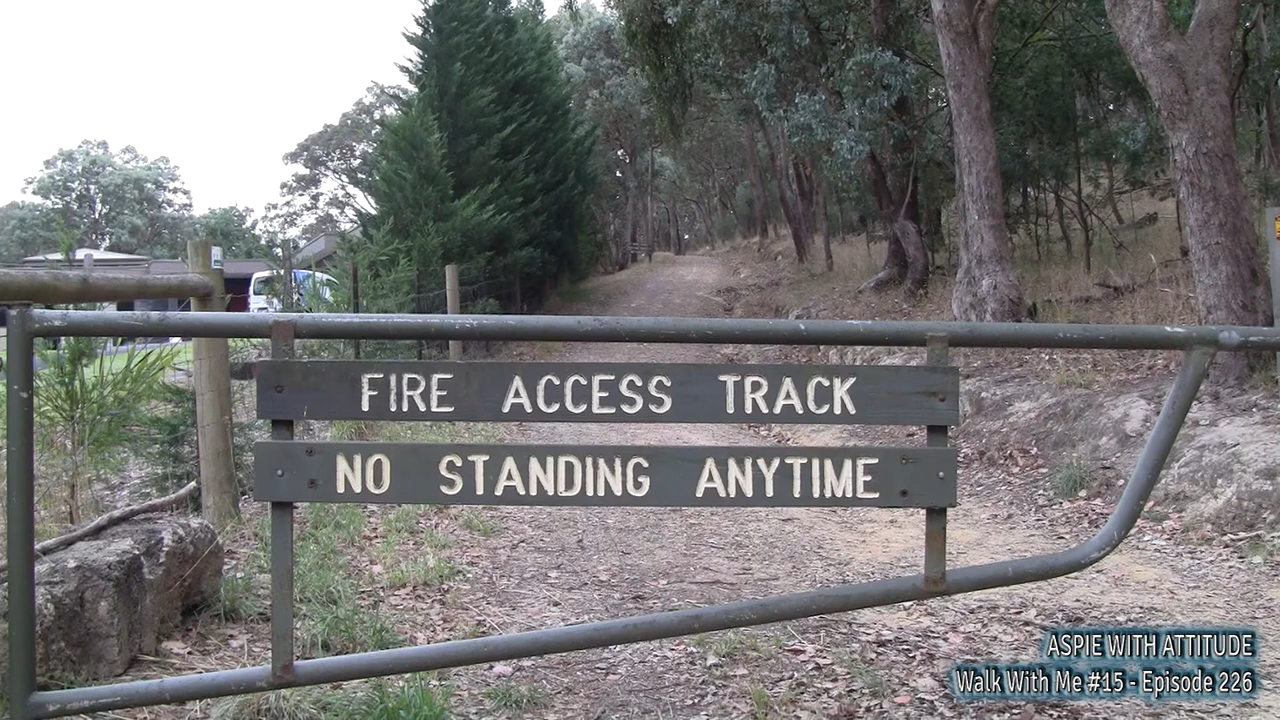 FIRE ACCESS TRACK
NO STANDING ANYTIME
ASPIE WITH ATTITUDE
Walk With Me #15 - Episode 226